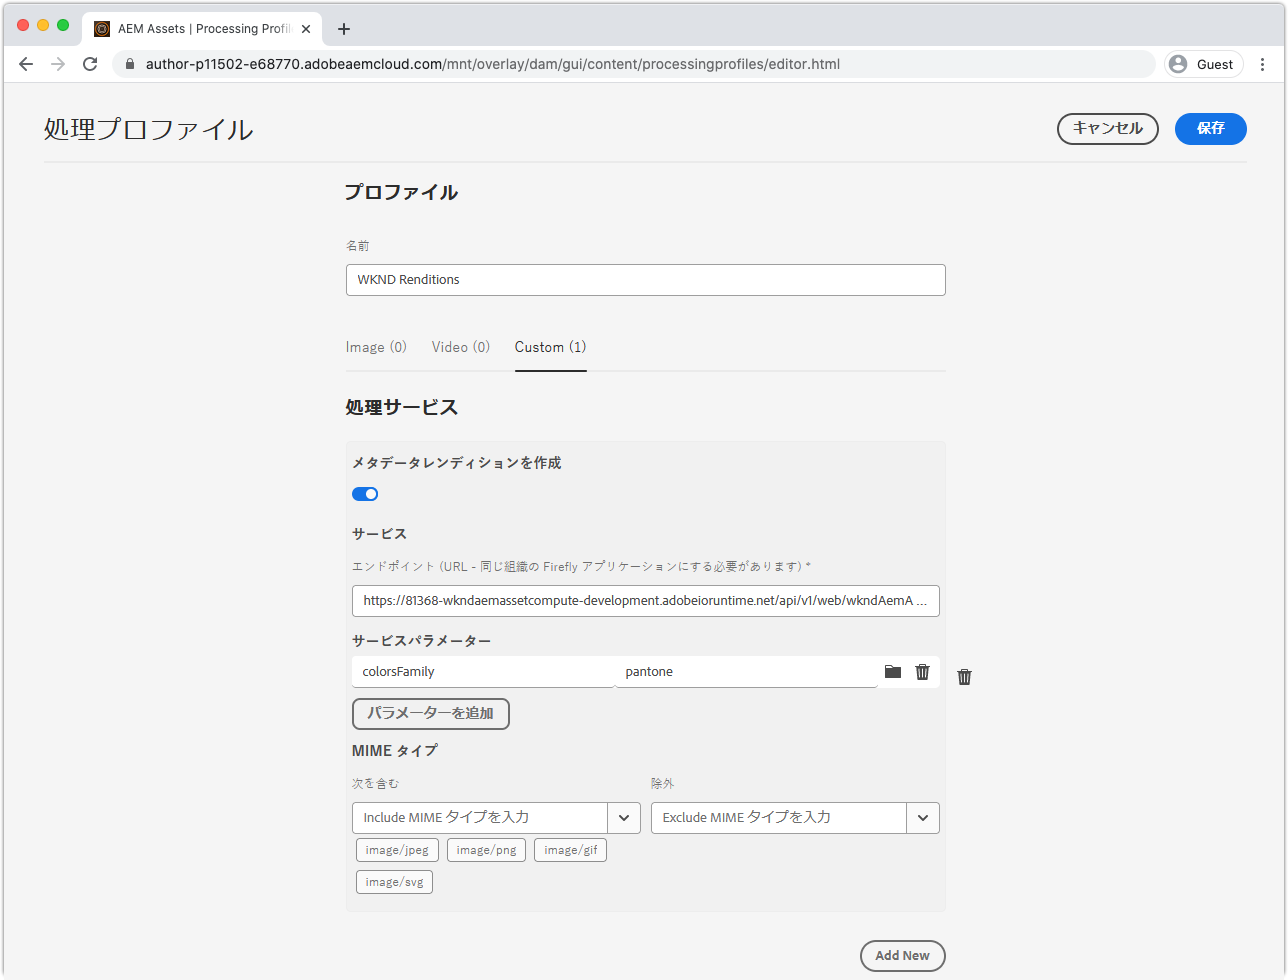 AEM Assets | Processing Profil
author-p11502-e68770.adobeaemcloud.com/mnt/overlay/dam/gui/content/processingprofiles/editor.html
Guest
処理プロファイル
キャンセル
保存
プロファイル
名前
WKND Renditions
Image (0) Video (0) Custom (1)
処理サービス
メタデータレンディションを作成
サービス
エンドポイント (URL - 同じ組織の Firefly アプリケーションにする必要があります) *
https://81368-wkndaemassetcompute-development.adobeioruntime.net/api/v1/web/wkndAemA ...
サービスパラメーター
colorsFamily pantone
パラメーターを追加
MIME タイプ
次を含む 除外
Include MIME タイプを入力 Exclude MIME タイプを入力
image/jpeg image/png image/gif
image/svg
Add New